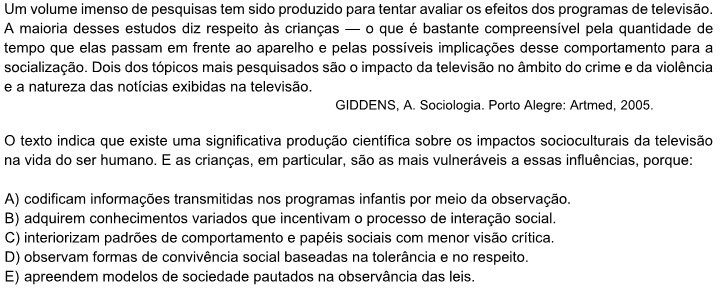 Um volume imenso de pesquisas tem sido produzido para tentar avaliar os efeitos dos programas de televisão.
A maioria desses estudos diz respeito às crianças — o que é bastante compreensível pela quantidade de
tempo que elas passam em frente ao aparelho e pelas possíveis implicações desse comportamento para a
socialização. Dois dos tópicos mais pesquisados são o impacto da televisão no âmbito do crime e da violência
e a natureza das notícias exibidas na televisão.
GIDDENS, A. Sociologia. Porto Alegre: Artmed, 2005.
O texto indica que existe uma significativa produção científica sobre os impactos socioculturais da televisão
na vida do ser humano. E as crianças, em particular, são as mais vulneráveis a essas influências, porque:
A) codificam informações transmitidas nos programas infantis por meio da observação.
B) adquirem conhecimentos variados que incentivam o processo de interação social.
C) interiorizam padrões de comportamento e papéis sociais com menor visão crítica.
D) observam formas de convivência social baseadas na tolerância e no respeito.
E) apreendem modelos de sociedade pautados na observância das leis.